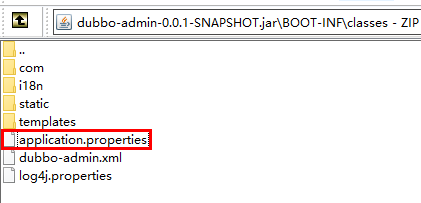 dubbo-admin-0.0.1-SNAPSHOT.jar\BOOT-INF\classes - ZIP
..
com
i18n
static
templates
application.properties
dubbo-admin.xml
log4j.properties